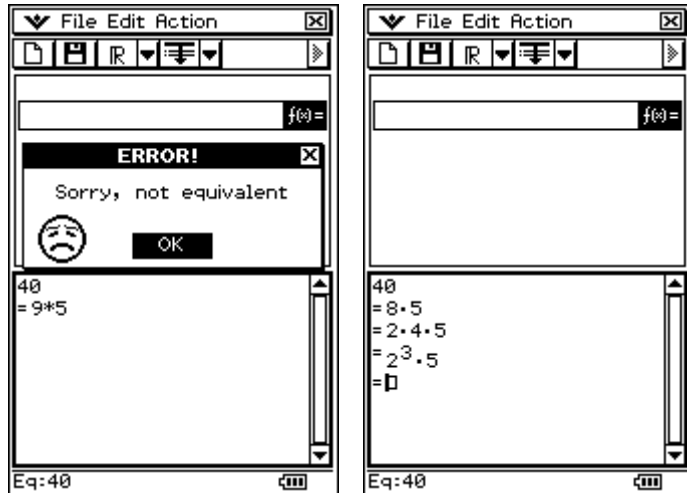 File Edit Action
ℝ
f(x)=
ERROR!
Sorry, not equivalent
OK
40
=9*5
Eq:40
File Edit Action
ℝ
f(x)=
40
=8·5
=2·4·5
=2³·5
=
Eq:40